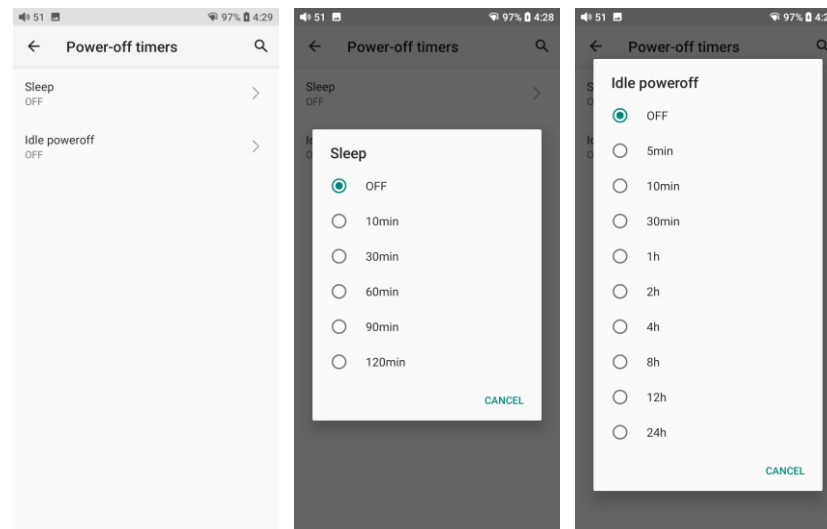 51 97% 4:29
Power-off timers
Sleep
OFF
Idle poweroff
OFF
51 97% 4:28
Power-off timers
Sleep
OFF
Sleep
OFF
10min
30min
60min
90min
120min
CANCEL
51 97%
Power-off timers
Idle poweroff
OFF
5min
10min
30min
1h
2h
4h
8h
12h
24h
CANCEL